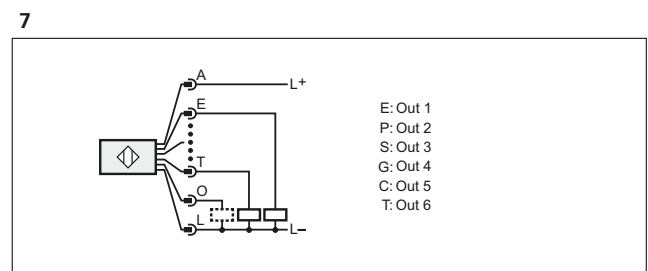 7
A
L+
E
T
O
L
L–
E: Out 1
P: Out 2
S: Out 3
G: Out 4
C: Out 5
T: Out 6